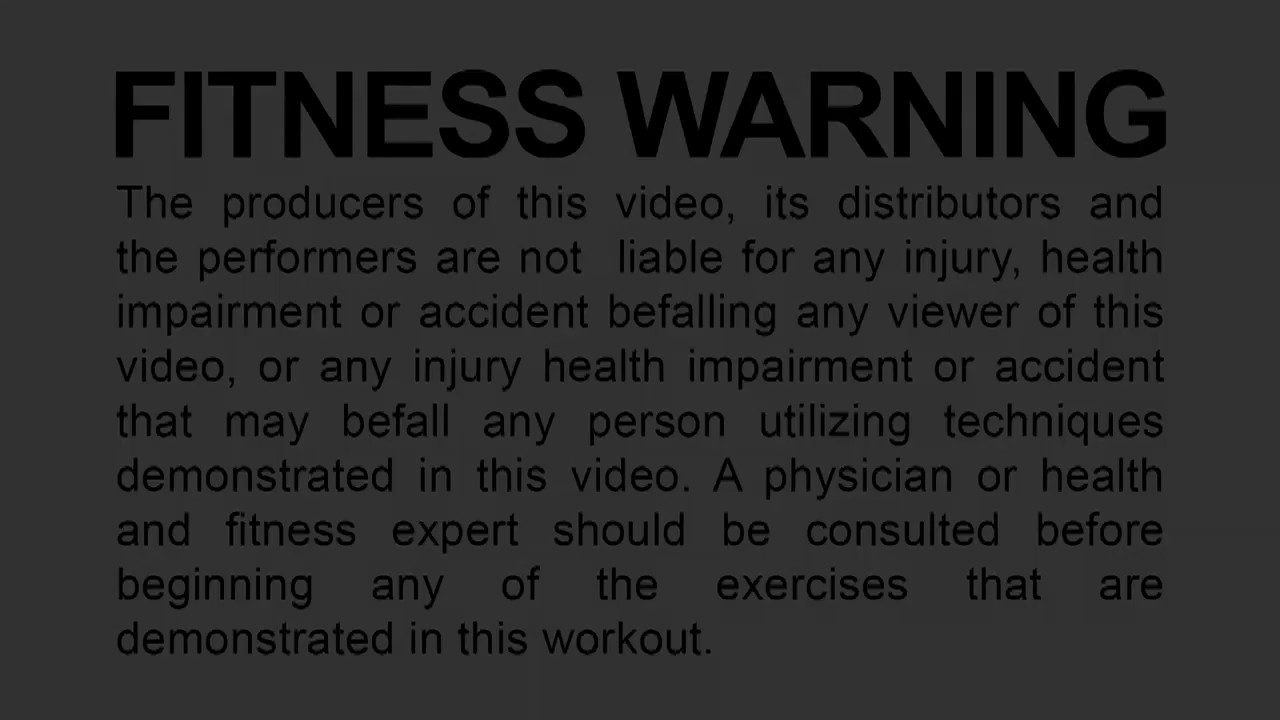 FITNESS WARNING
The producers of this video, its distributors and
the performers are not liable for any injury, health
impairment or accident befalling any viewer of this
video, or any injury health impairment or accident
that may befall any person utilizing techniques
demonstrated in this video. A physician or health
and fitness expert should be consulted before
beginning any of the exercises that are
demonstrated in this workout.